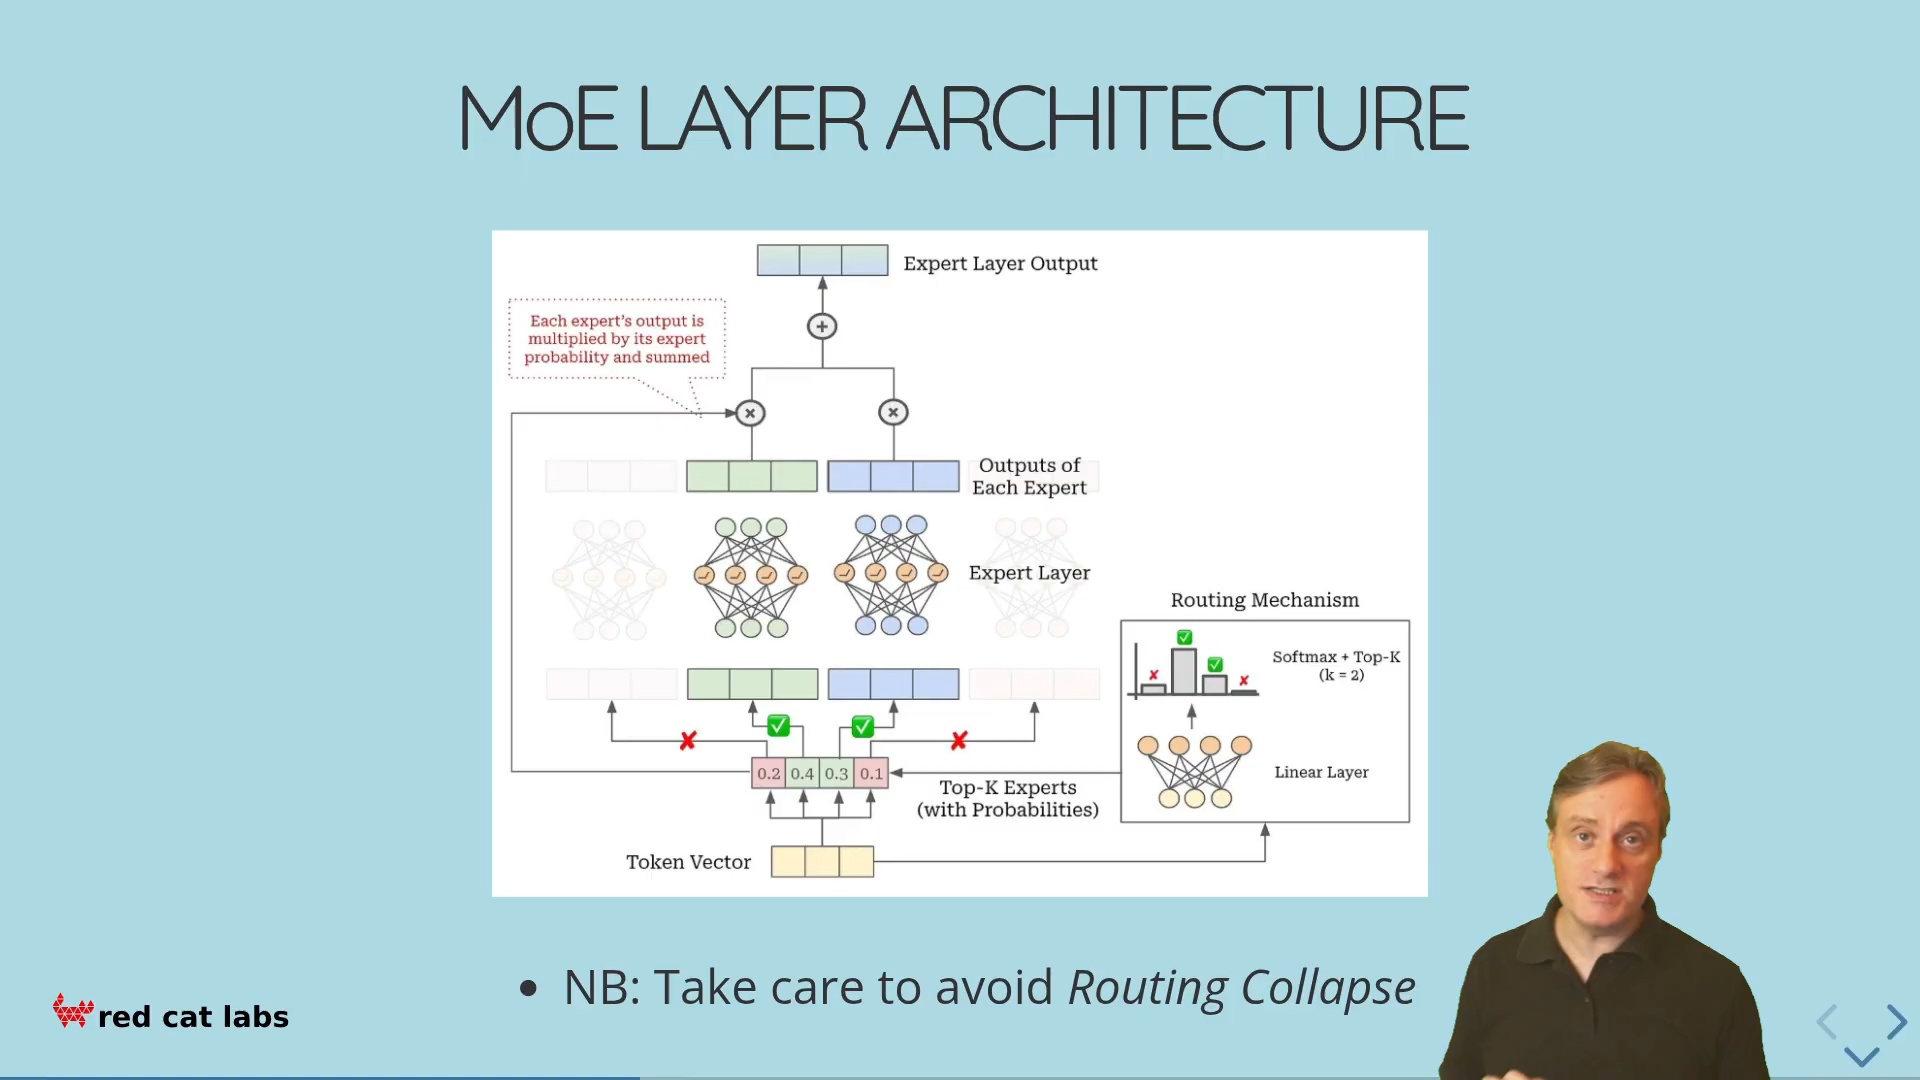 MoE LAYER ARCHITECTURE
Expert Layer Output
Each expert's output is
multiplied by its expert
probability and summed
Outputs of
Each Expert
Expert Layer
Routing Mechanism
Softmax + Top-K
(k = 2)
Linear Layer
0.2 0.4 0.3 0.1
Top-K Experts
(with Probabilities)
Token Vector
• NB: Take care to avoid Routing Collapse
red cat labs